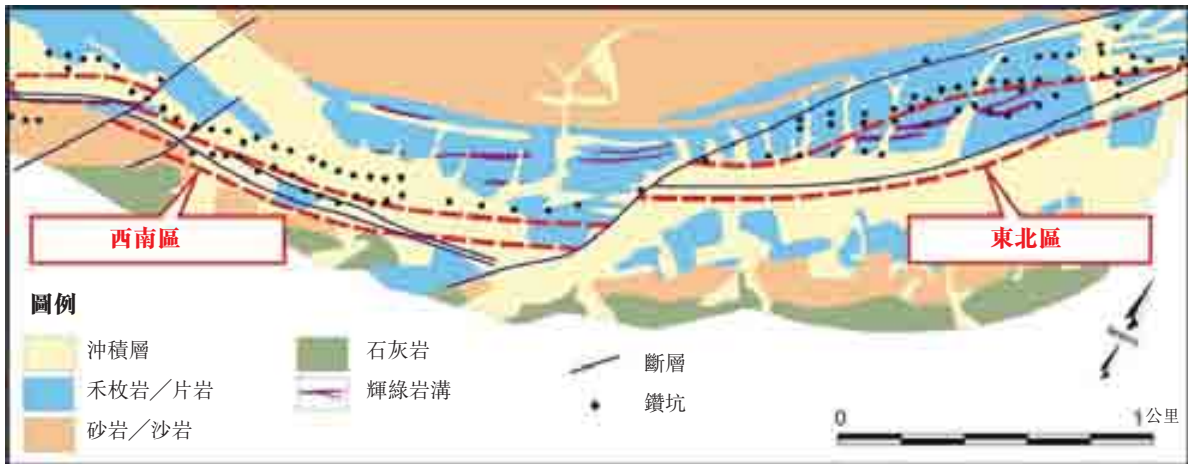 西南區
東北區
圖例
沖積層
禾枚岩／片岩
砂岩／沙岩
石灰岩
輝綠岩溝
斷層
鑽坑
0 1公里